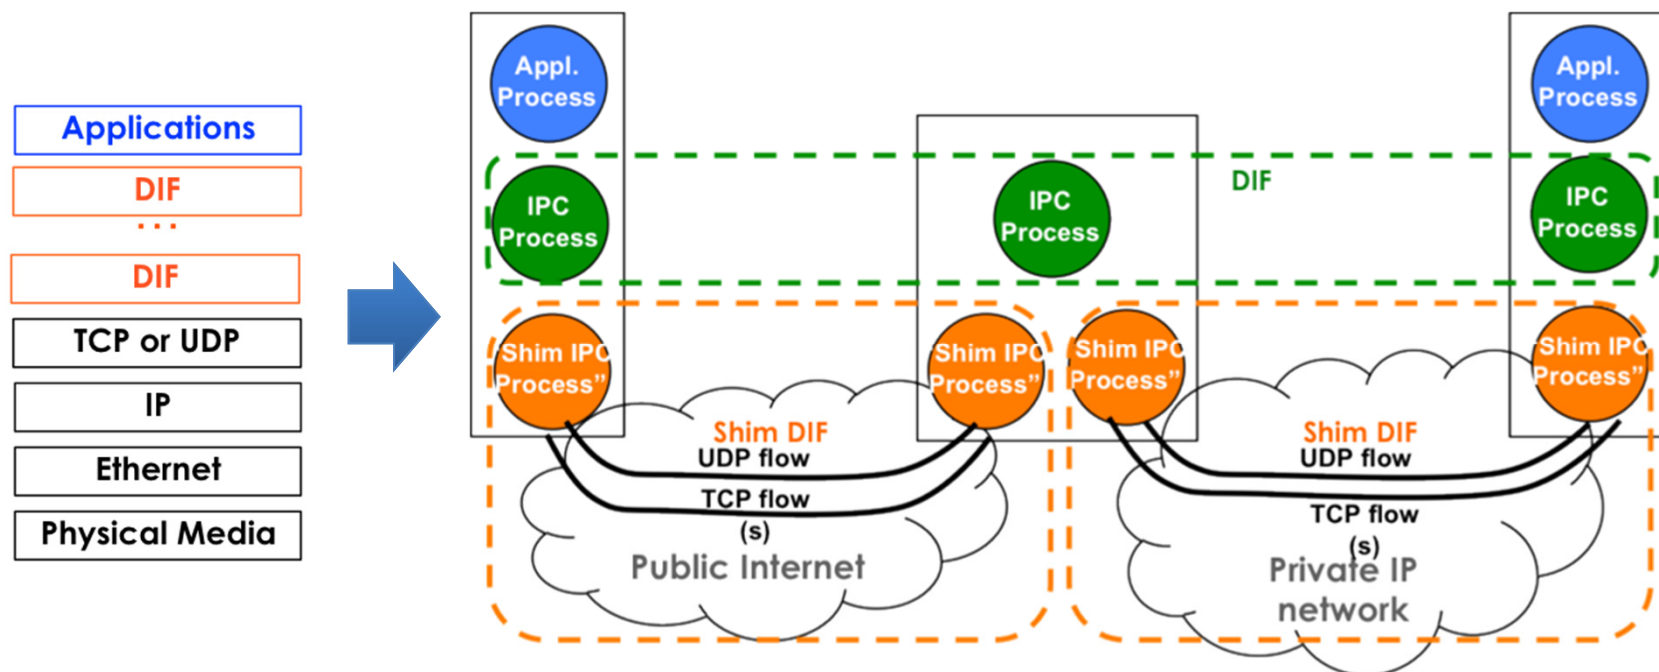 Applications
DIF
...
DIF
TCP or UDP
IP
Ethernet
Physical Media
Appl.
Process
IPC
Process
Shim IPC
Process”
IPC
Process
DIF
Shim IPC
Process”
Shim IPC
Process”
Appl.
Process
IPC
Process
Shim IPC
Process”
Shim DIF
UDP flow
TCP flow
(s)
Public Internet
Shim DIF
UDP flow
TCP flow
(s)
Private IP
network